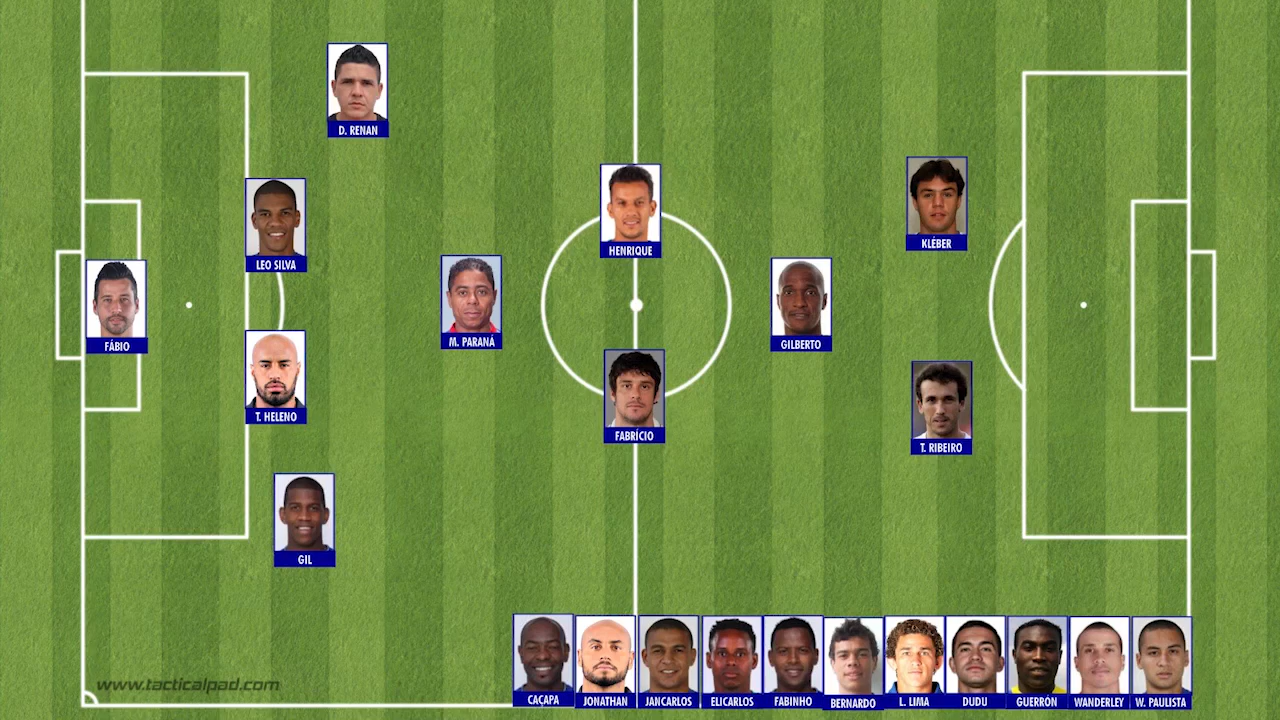 D. RENAN
LEO SILVA
HENRIQUE
KLÉBER
FÁBIO
M. PARANÁ
GILBERTO
T. HELENO
FABRÍCIO
T. RIBEIRO
GIL
www.tacticalpad.com
CAÇAPA
JONATHAN
JANCARLOS
ELICARLOS
FABINHO
BERNARDO
L. LIMA
DUDU
GUERRÓN
WANDERLEY
W. PAULISTA